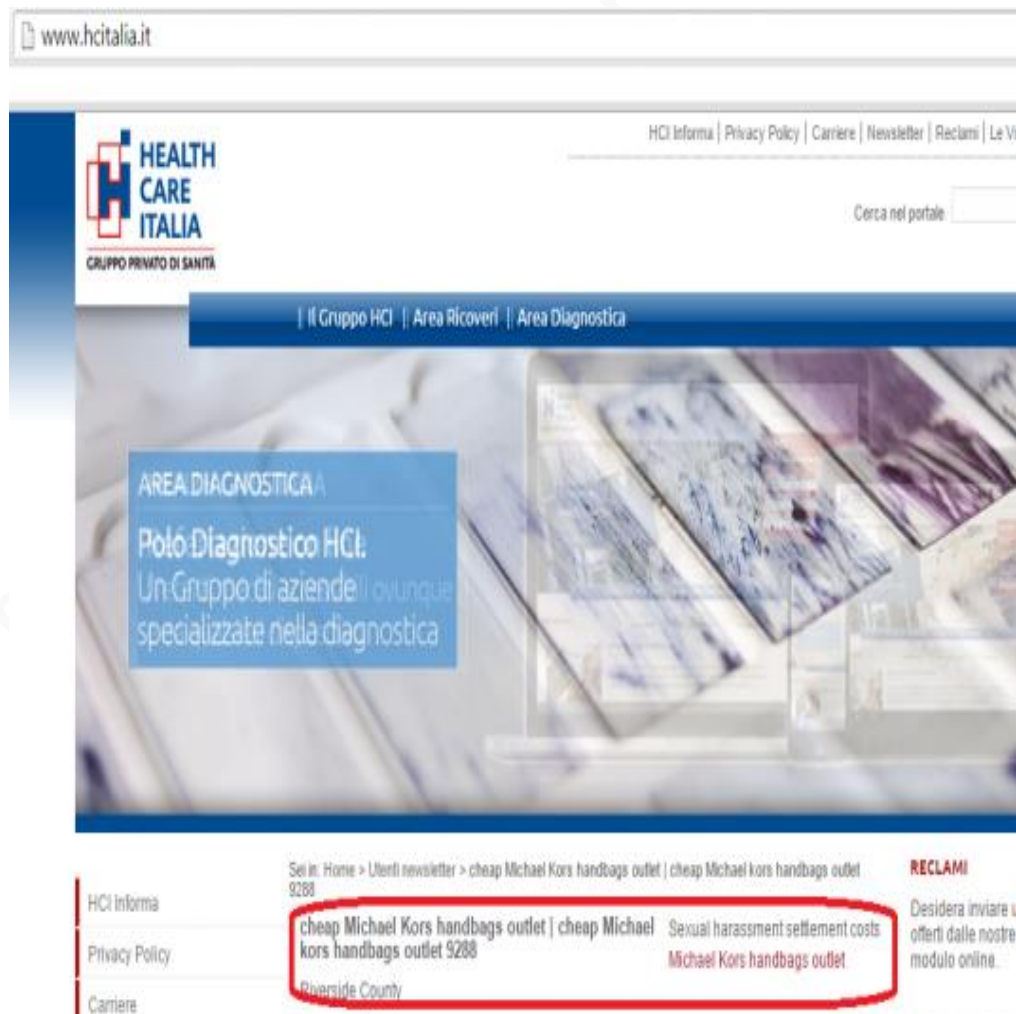 www.hcitalia.it
HCI Informa | Privacy Policy | Carriere | Newsletter | Reclami | Le
HEALTH
CARE
ITALIA
GRUPPO PRIVATO DI SANITÀ
Cerca nel portale
| Il Gruppo HCI || Area Ricoveri || Area Diagnostica
AREA DIAGNOSTICA
Polo Diagnostico HCI.
Un Gruppo di aziende ovunque
specializzate nella diagnostica
Sei in: Home > Utenti newsletter > cheap Michael Kors handbags outlet | cheap Michael kors handbags outlet
9288
HCI Informa
Privacy Policy
Carriere
cheap Michael Kors handbags outlet | cheap Michael
kors handbags outlet 9288
Riverside County
Sexual harassment settlement costs
Michael Kors handbags outlet
RECLAMI
Desidera inviare
offerti dalle nostre
modulo online.